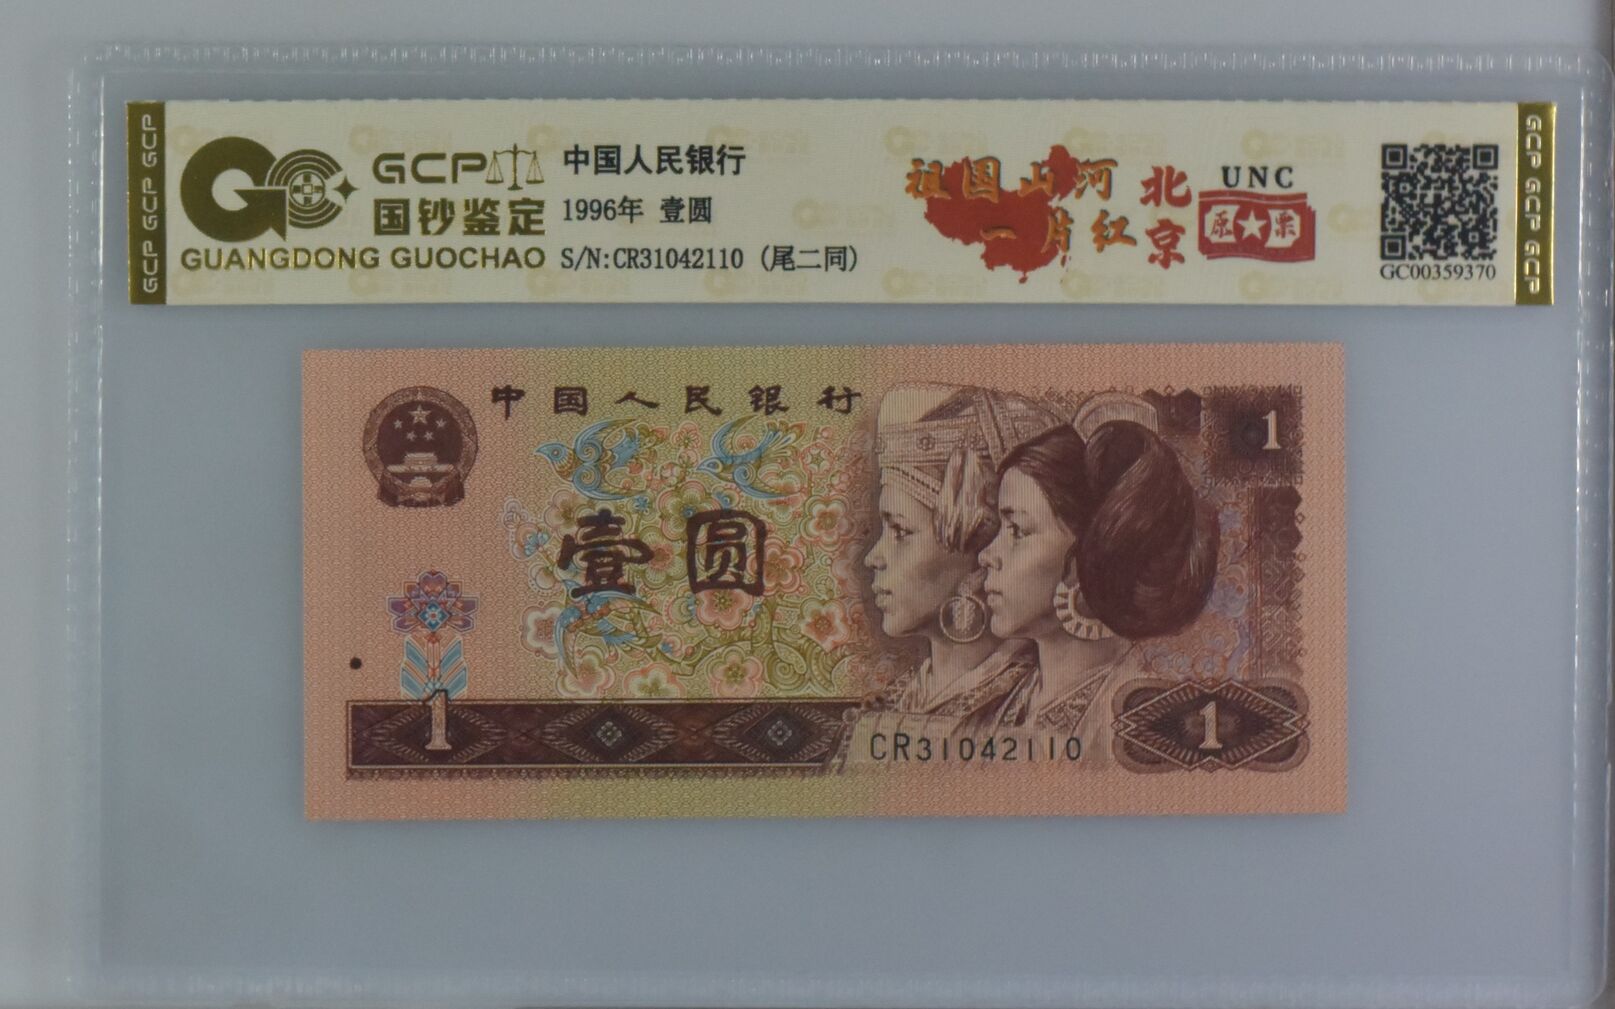 GCP GCP GCP
GCP
国钞鉴定
GUANGDONG GUOCHAO
中国人民银行
1996年 壹圆
S/N:CR31042110 (尾二同)
祖国山河
一片红
北京
UNC
原★票
GC00359370
GCP GCP GCP
中国人民银行
1
壹圆
1
CR31042110
1